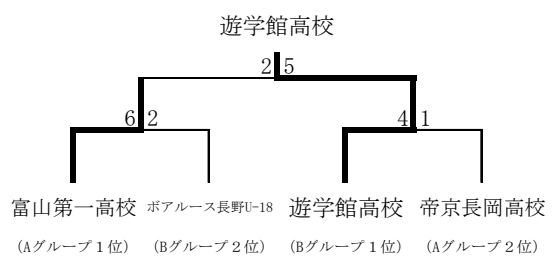 遊学館高校
2 5
6 2 4 1
富山第一高校 ボアルース長野U-18 遊学館高校 帝京長岡高校
(Aグループ1位) (Bグループ2位) (Bグループ1位) (Aグループ2位)